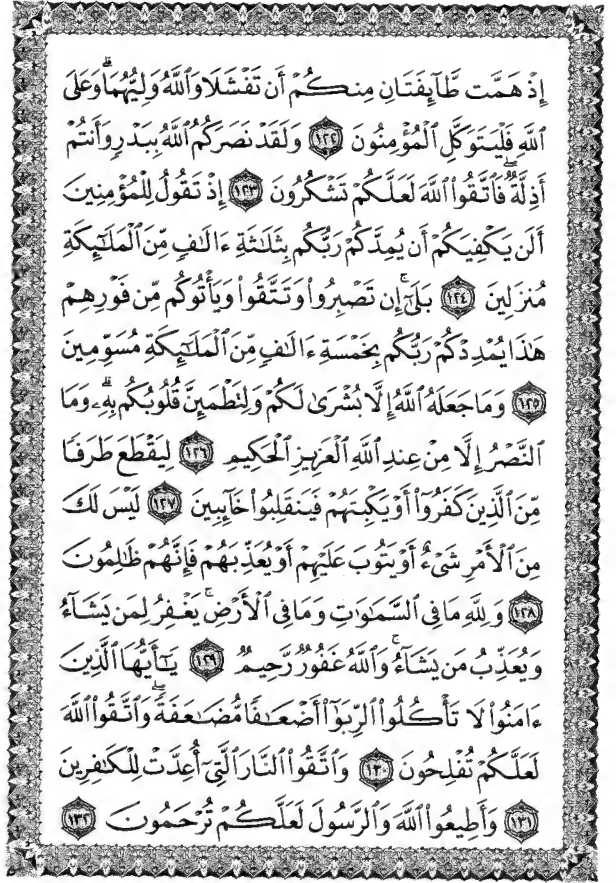 إِذْ هَمَّت طَّآئِفَتَانِ مِنكُمْ أَن تَفْشَلَا وَٱللَّهُ وَلِيُّهُمَا ۗ وَعَلَى
ٱللَّهِ فَلْيَتَوَكَّلِ ٱلْمُؤْمِنُونَ ١٢٢ وَلَقَدْ نَصَرَكُمُ ٱللَّهُ بِبَدْرٍ وَأَنتُمْ
أَذِلَّةٌ ۖ فَٱتَّقُوا۟ ٱللَّهَ لَعَلَّكُمْ تَشْكُرُونَ ١٢٣ إِذْ تَقُولُ لِلْمُؤْمِنِينَ
أَلَن يَكْفِيَكُمْ أَن يُمِدَّكُمْ رَبُّكُم بِثَلَٰثَةِ ءَالَٰفٍ مِّنَ ٱلْمَلَٰٓئِكَةِ
مُنزَلِينَ ١٢٤ بَلَىٰٓ ۚ إِن تَصْبِرُوا۟ وَتَتَّقُوا۟ وَيَأْتُوكُم مِّن فَوْرِهِمْ
هَٰذَا يُمْدِدْكُمْ رَبُّكُم بِخَمْسَةِ ءَالَٰفٍ مِّنَ ٱلْمَلَٰٓئِكَةِ مُسَوِّمِينَ
١٢٥ وَمَا جَعَلَهُ ٱللَّهُ إِلَّا بُشْرَىٰ لَكُمْ وَلِتَطْمَئِنَّ قُلُوبُكُم بِهِۦ ۗ وَمَا
ٱلنَّصْرُ إِلَّا مِنْ عِندِ ٱللَّهِ ٱلْعَزِيزِ ٱلْحَكِيمِ ١٢٦ لِيَقْطَعَ طَرَفًا
مِّنَ ٱلَّذِينَ كَفَرُوٓا۟ أَوْ يَكْبِتَهُمْ فَيَنقَلِبُوا۟ خَآئِبِينَ ١٢٧ لَيْسَ لَكَ
مِنَ ٱلْأَمْرِ شَىْءٌ أَوْ يَتُوبَ عَلَيْهِمْ أَوْ يُعَذِّبَهُمْ فَإِنَّهُمْ ظَٰلِمُونَ
١٢٨ وَلِلَّهِ مَا فِى ٱلسَّمَٰوَٰتِ وَمَا فِى ٱلْأَرْضِ ۚ يَغْفِرُ لِمَن يَشَآءُ
وَيُعَذِّبُ مَن يَشَآءُ ۚ وَٱللَّهُ غَفُورٌ رَّحِيمٌ ١٢٩ يَٰٓأَيُّهَا ٱلَّذِينَ
ءَامَنُوا۟ لَا تَأْكُلُوا۟ ٱلرِّبَوٰٓا۟ أَضْعَٰفًا مُّضَٰعَفَةً ۖ وَٱتَّقُوا۟ ٱللَّهَ
لَعَلَّكُمْ تُفْلِحُونَ ١٣٠ وَٱتَّقُوا۟ ٱلنَّارَ ٱلَّتِىٓ أُعِدَّتْ لِلْكَٰفِرِينَ
١٣١ وَأَطِيعُوا۟ ٱللَّهَ وَٱلرَّسُولَ لَعَلَّكُمْ تُرْحَمُونَ ١٣٢